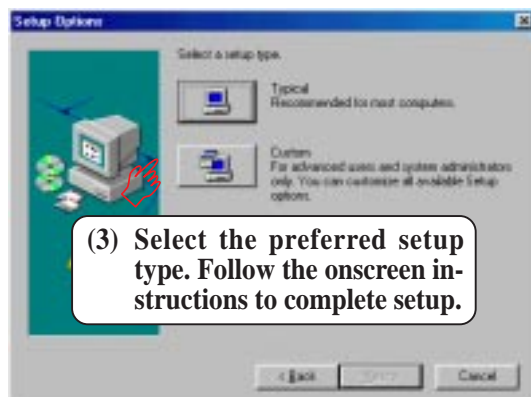 Setup Options
Select a setup type.
Typical
Recommended for most computers.
Custom
For advanced users and system administrators
only. You can customize all available Setup
options.
(3) Select the preferred setup
type. Follow the onscreen in-
structions to complete setup.
< Back
Cancel